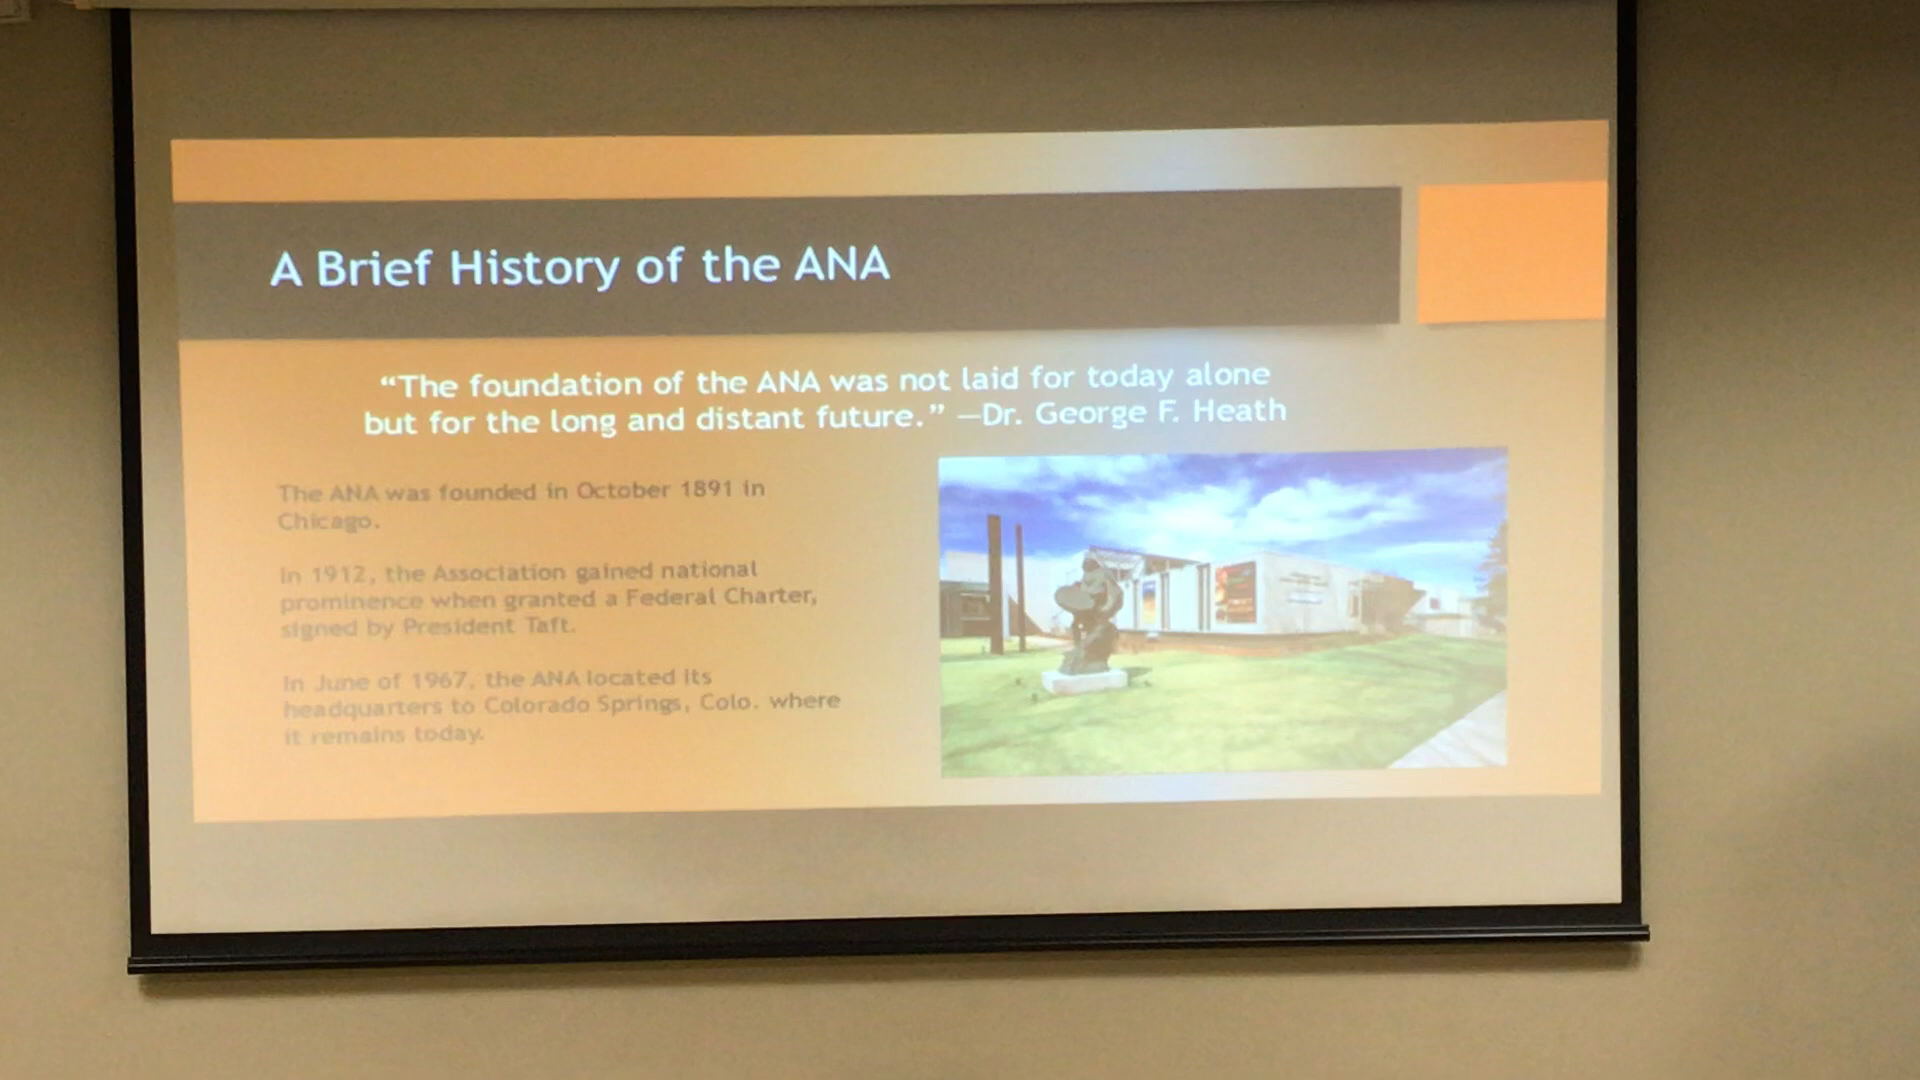 A Brief History of the ANA
“The foundation of the ANA was not laid for today alone
but for the long and distant future.” —Dr. George F. Heath
The ANA was founded in October 1891 in
Chicago.
In 1912, the Association gained national
prominence when granted a Federal Charter,
signed by President Taft.
In June of 1967, the ANA located its
headquarters to Colorado Springs, Colo. where
it remains today.